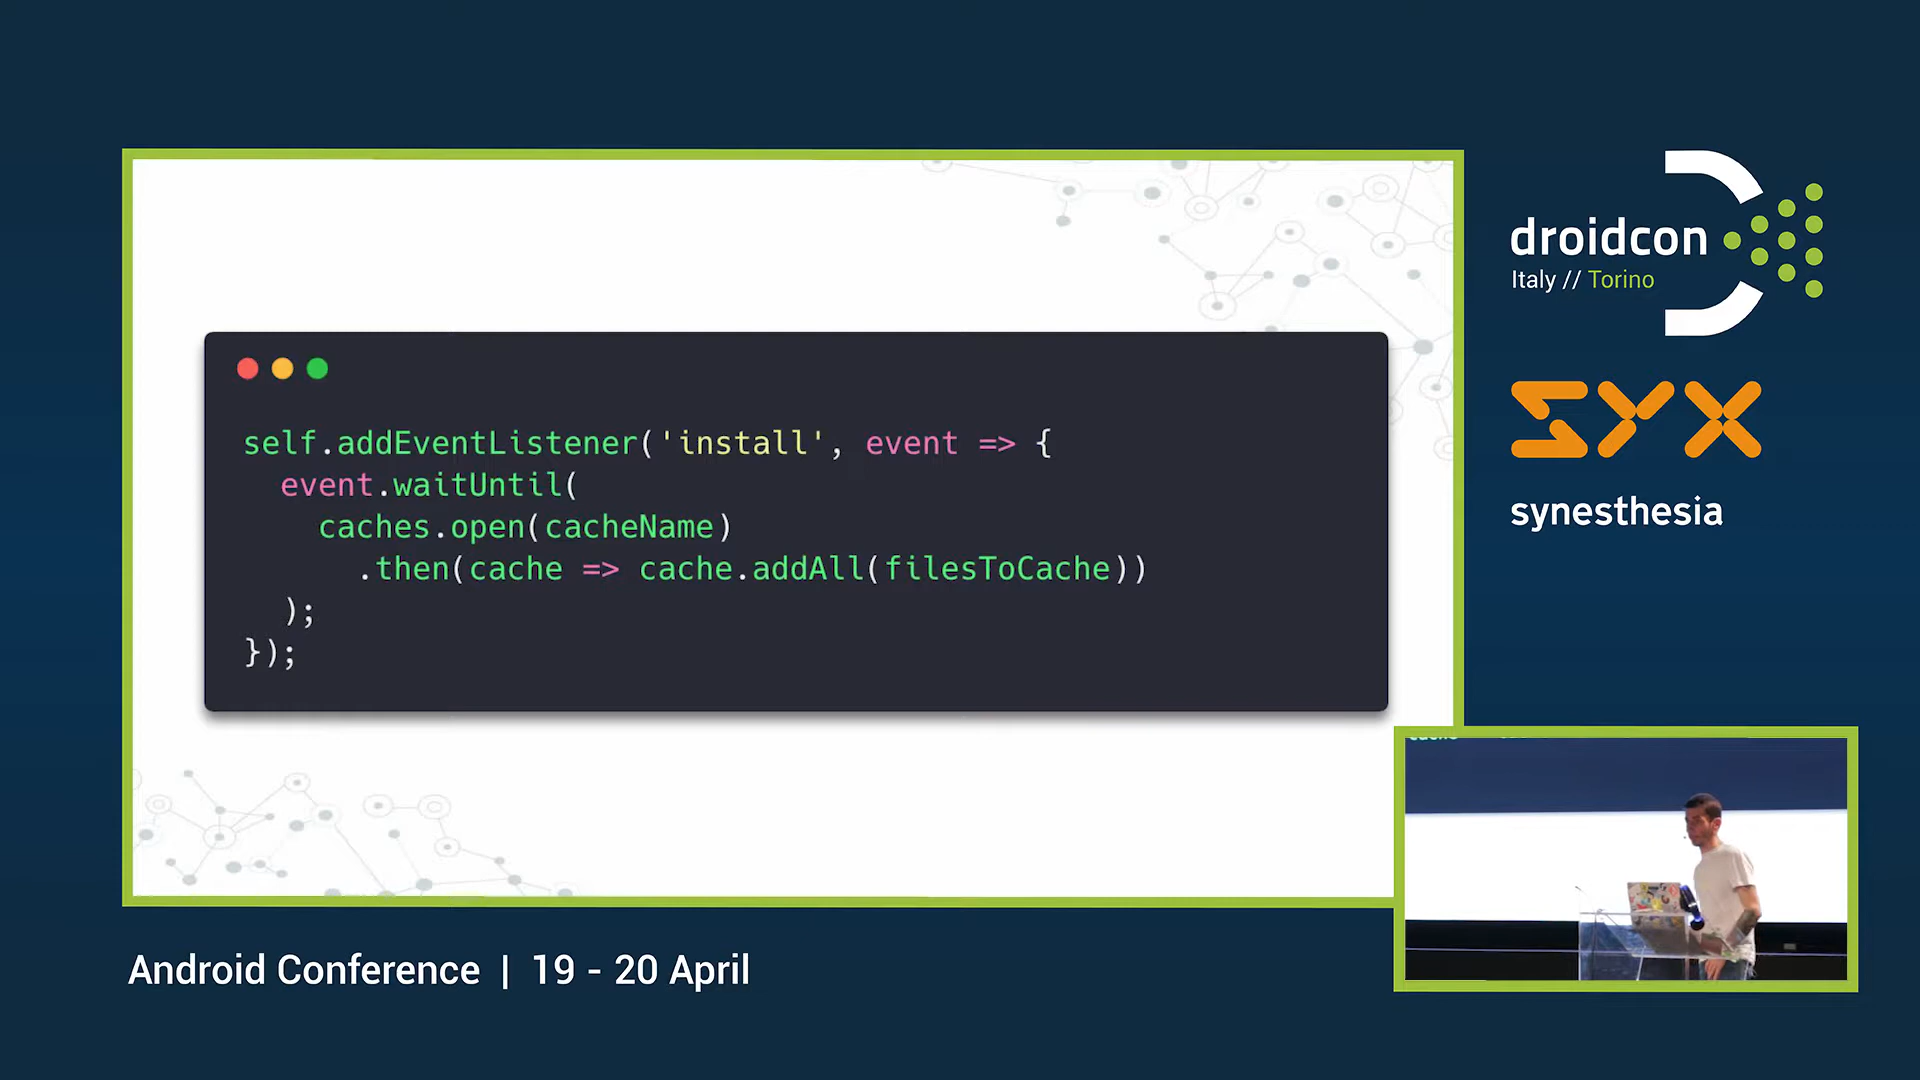 self.addEventListener('install', event => {
  event.waitUntil(
    caches.open(cacheName)
      .then(cache => cache.addAll(filesToCache))
  );
});
droidcon
Italy // Torino
SYX
synesthesia
Android Conference | 19 - 20 April